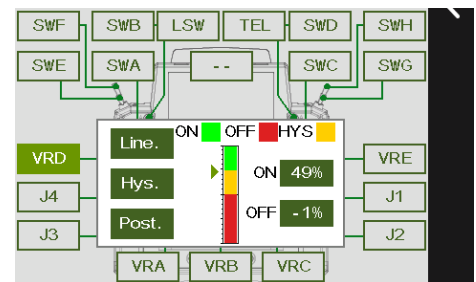 SWF SWB LSW TEL SWD SWH
SWE SWA -- SWC SWG
ON OFF HYS
Line.
VRD VRE
ON 49%
Hys.
J4 J1
OFF -1%
Post.
J3 J2
VRA VRB VRC